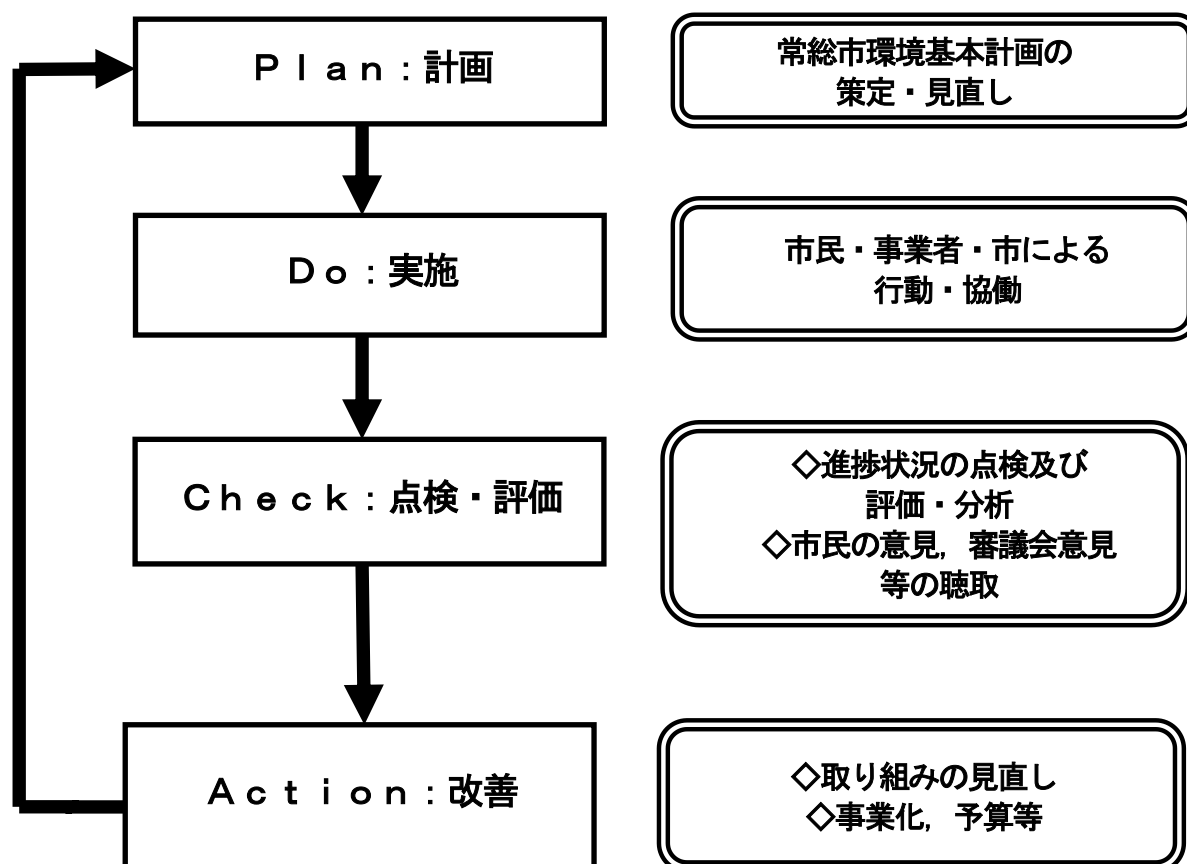 Ｐｌａｎ：計画
常総市環境基本計画の
策定・見直し
Ｄｏ：実施
市民・事業者・市による
行動・協働
Ｃｈｅｃｋ：点検・評価
◇進捗状況の点検及び
評価・分析
◇市民の意見，審議会意見
等の聴取
Ａｃｔｉｏｎ：改善
◇取り組みの見直し
◇事業化，予算等